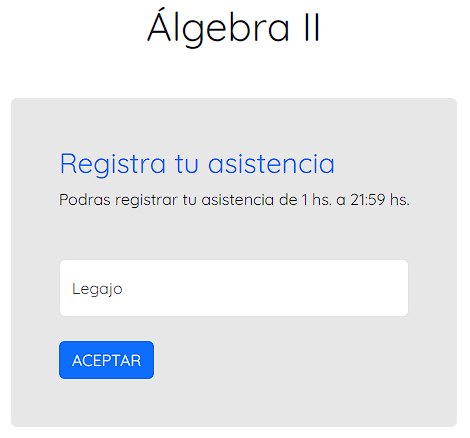 Álgebra II
Registra tu asistencia
Podras registrar tu asistencia de 1 hs. a 21:59 hs.
Legajo
ACEPTAR